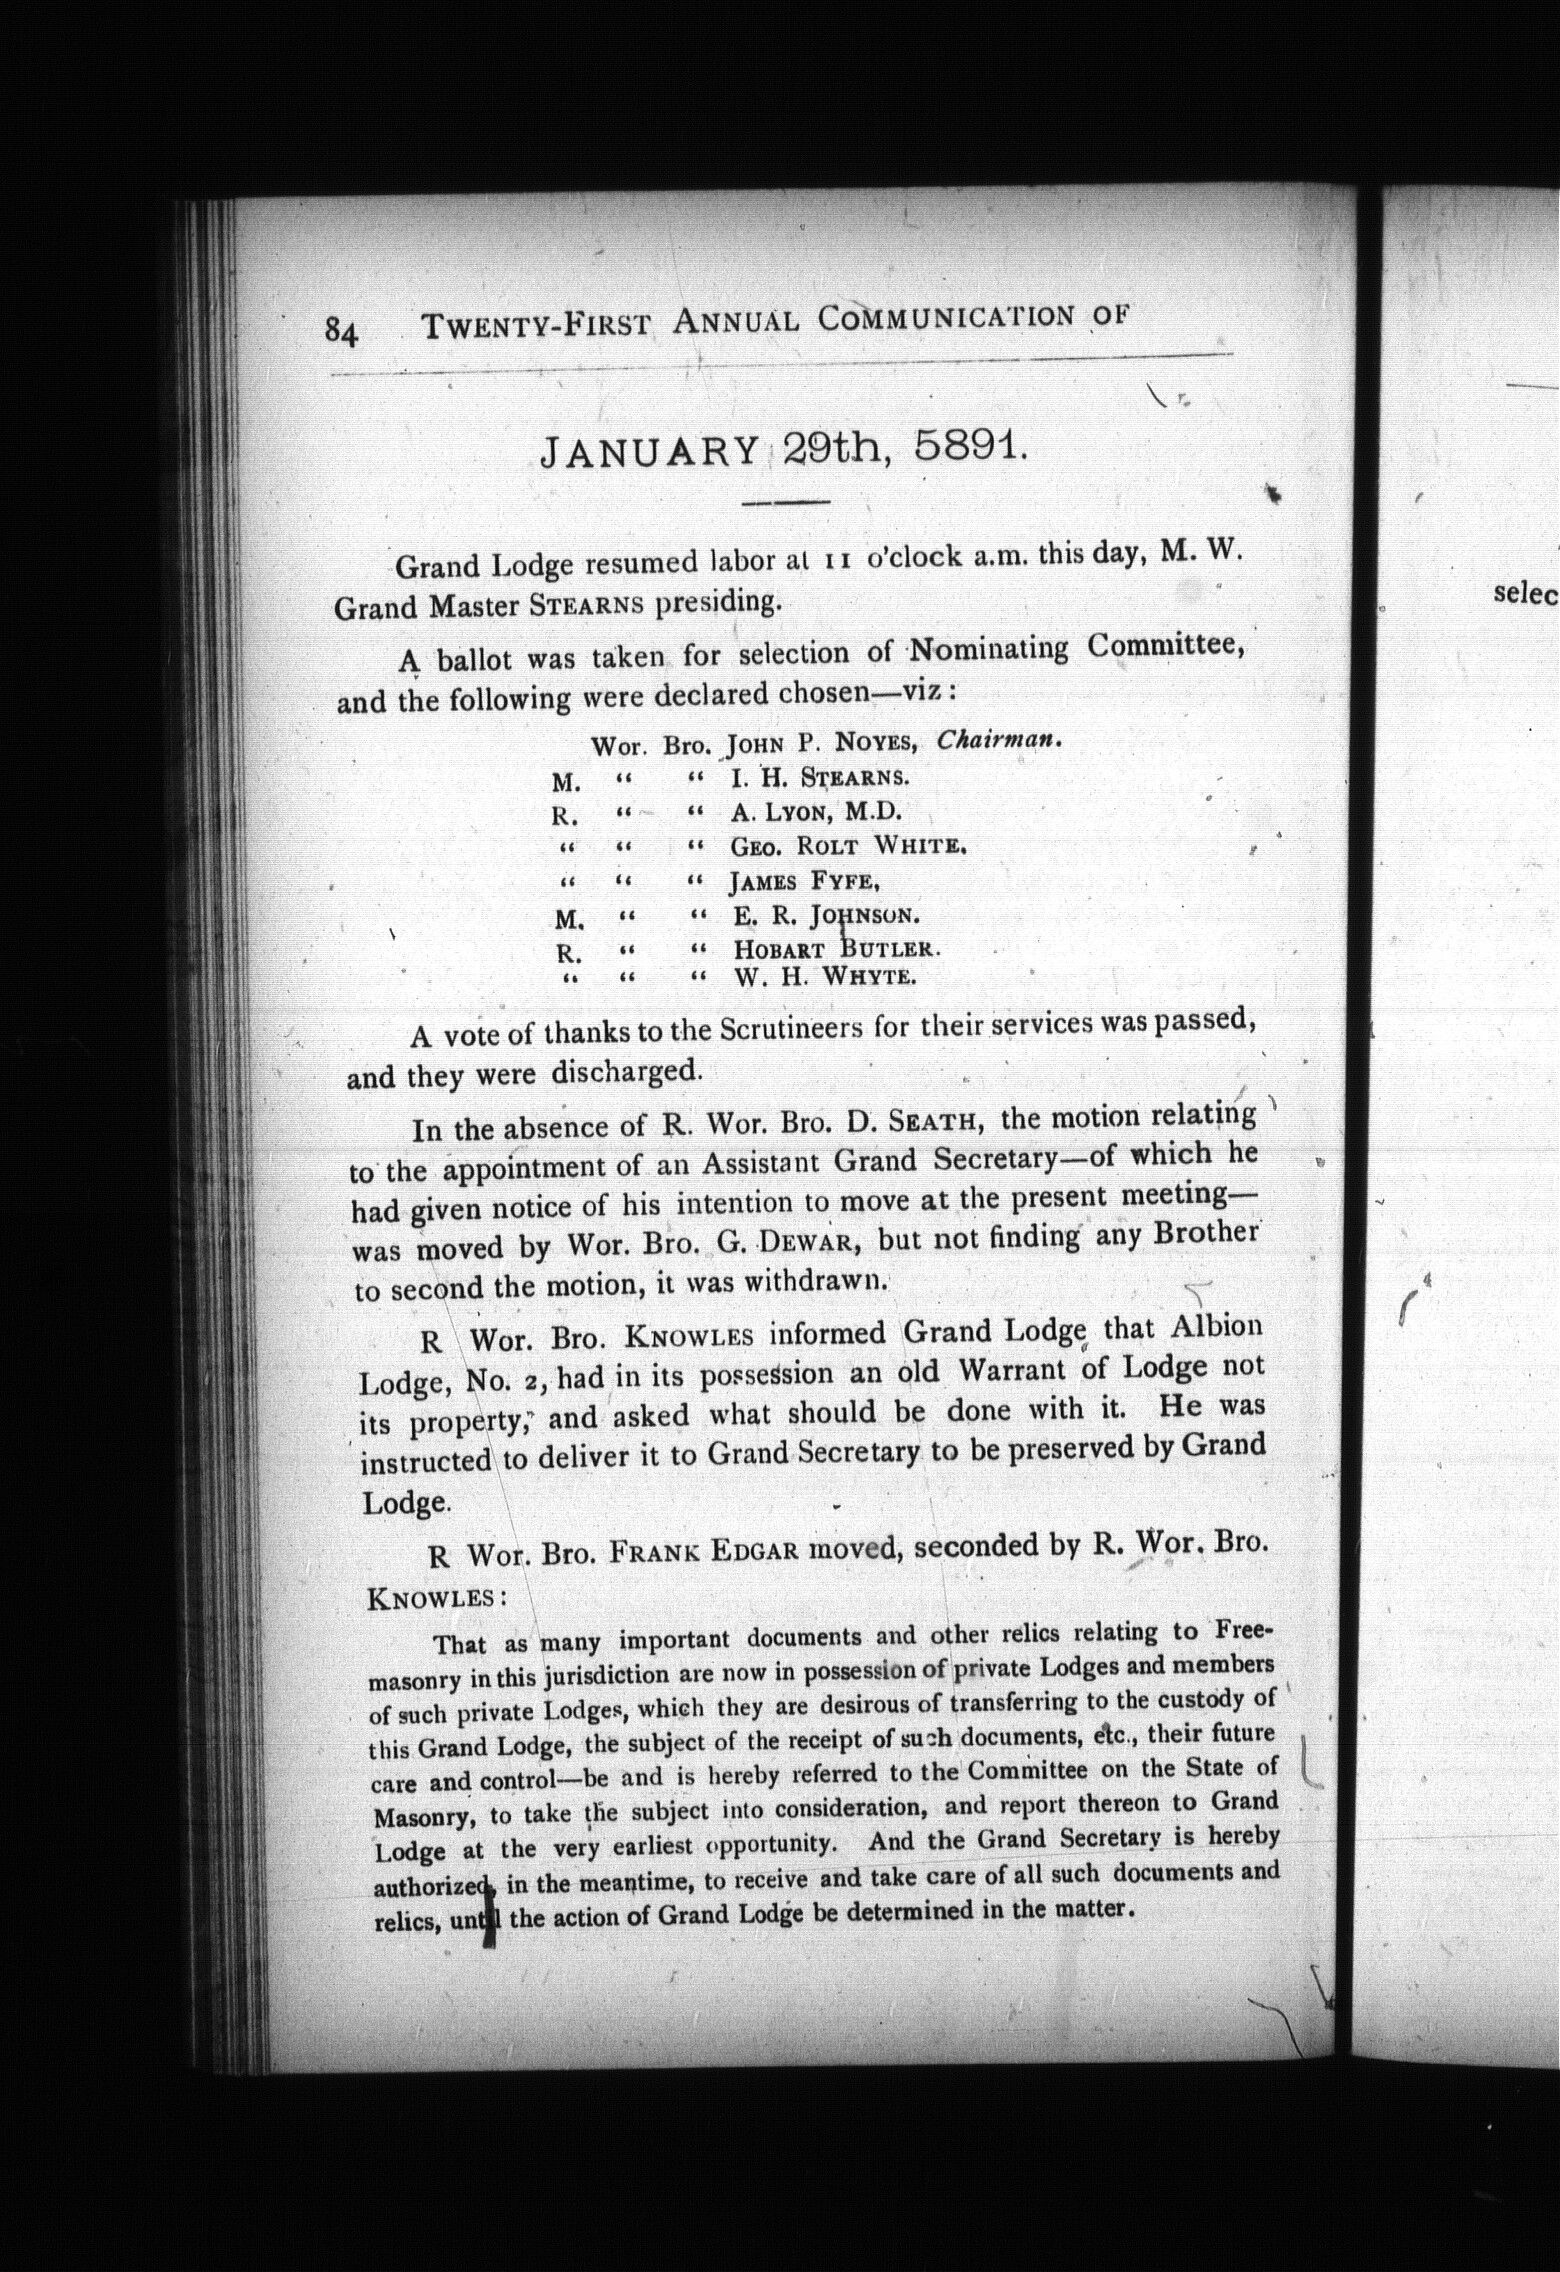 84 TWENTY-FIRST ANNUAL COMMUNICATION OF
JANUARY 29th, 5891.
Grand Lodge resumed labor at 11 o'clock a.m. this day, M. W.
Grand Master STEARNS presiding.
A ballot was taken for selection of Nominating Committee,
and the following were declared chosen—viz:
Wor. Bro. JOHN P. NOYES, Chairman.
M. " " I. H. STEARNS.
R. " " A. LYON, M.D.
" " " GEO. ROLT WHITE.
" " " JAMES FYFE,
M. " " E. R. JOHNSON.
R. " " HOBART BUTLER.
" " " W. H. WHYTE.
A vote of thanks to the Scrutineers for their services was passed,
and they were discharged.
In the absence of R. Wor. Bro. D. SEATH, the motion relating
to the appointment of an Assistant Grand Secretary—of which he
had given notice of his intention to move at the present meeting—
was moved by Wor. Bro. G. DEWAR, but not finding any Brother
to second the motion, it was withdrawn.
R Wor. Bro. KNOWLES informed Grand Lodge that Albion
Lodge, No. 2, had in its possession an old Warrant of Lodge not
its property, and asked what should be done with it. He was
instructed to deliver it to Grand Secretary to be preserved by Grand
Lodge.
R Wor. Bro. FRANK EDGAR moved, seconded by R. Wor. Bro.
KNOWLES:
That as many important documents and other relics relating to Free-
masonry in this jurisdiction are now in possession of private Lodges and members
of such private Lodges, which they are desirous of transferring to the custody of
this Grand Lodge, the subject of the receipt of such documents, etc., their future
care and control—be and is hereby referred to the Committee on the State of
Masonry, to take the subject into consideration, and report thereon to Grand
Lodge at the very earliest opportunity. And the Grand Secretary is hereby
authorized, in the meantime, to receive and take care of all such documents and
relics, until the action of Grand Lodge be determined in the matter.
selec